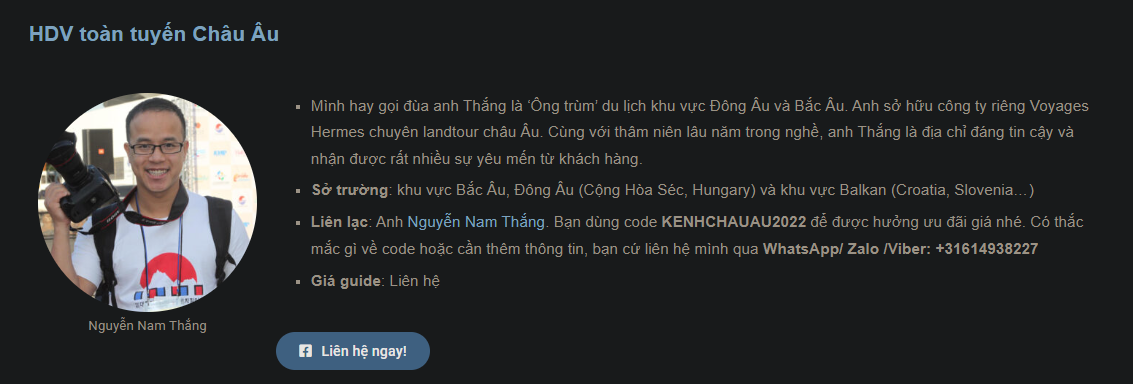 HDV toàn tuyến Châu Âu
Mình hay gọi đùa anh Thắng là ‘Ông trùm’ du lịch khu vực Đông Âu và Bắc Âu. Anh sở hữu công ty riêng Voyages
Hermes chuyên landtour châu Âu. Cùng với thâm niên lâu năm trong nghề, anh Thắng là địa chỉ đáng tin cậy và
nhận được rất nhiều sự yêu mến từ khách hàng.
Sở trường: khu vực Bắc Âu, Đông Âu (Cộng Hòa Séc, Hungary) và khu vực Balkan (Croatia, Slovenia…)
Liên lạc: Anh Nguyễn Nam Thắng. Bạn dùng code KENHCHAUAU2022 để được hưởng ưu đãi giá nhé. Có thắc
mắc gì về code hoặc cần thêm thông tin, bạn cứ liên hệ mình qua WhatsApp/ Zalo /Viber: +31614938227
Giá guide: Liên hệ
Nguyễn Nam Thắng
Liên hệ ngay!